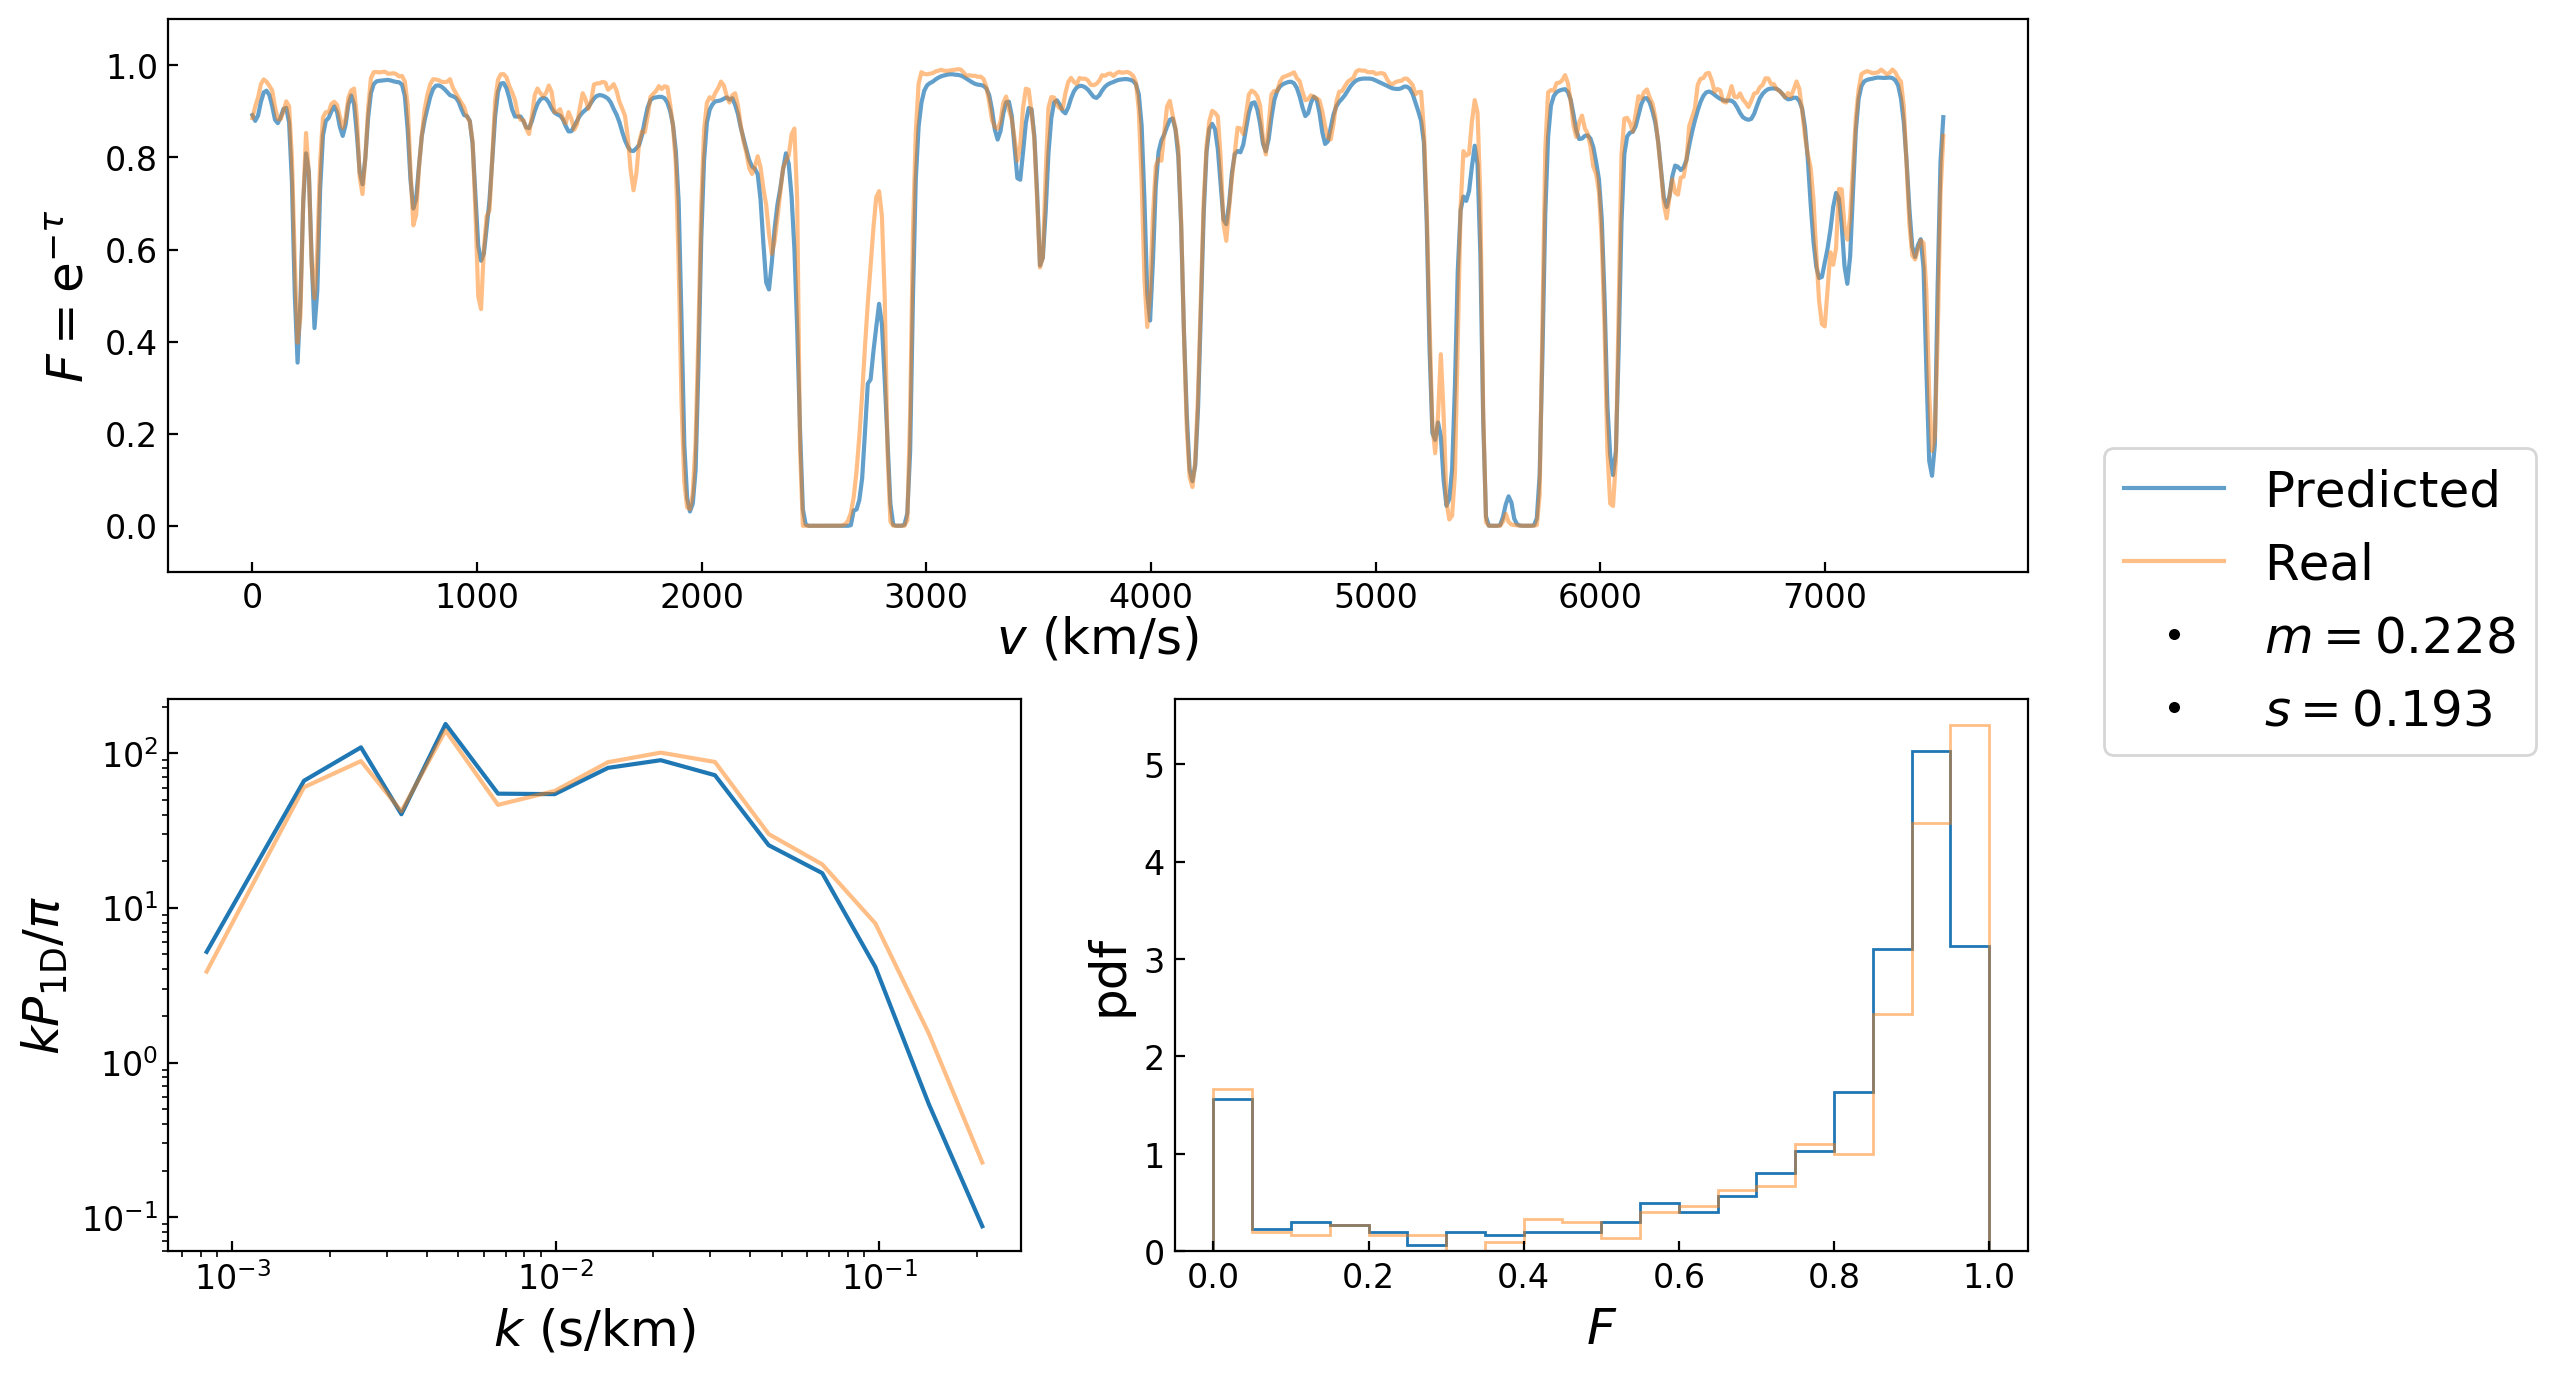 F = e^{−τ}
1.0
0.8
0.6
0.4
0.2
0.0
0 1000 2000 3000 4000 5000 6000 7000
v (km/s)
Predicted
Real
m = 0.228
s = 0.193
kP_{1D}/π
10^2
10^1
10^0
10^{−1}
10^{−3} 10^{−2} 10^{−1}
k (s/km)
pdf
5
4
3
2
1
0
0.0 0.2 0.4 0.6 0.8 1.0
F